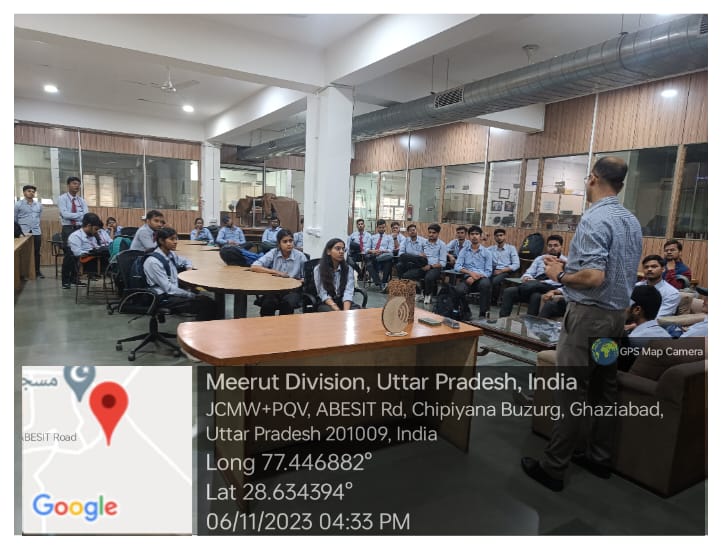 GPS Map Camera
مسجد
ABESIT Road
Google
Meerut Division, Uttar Pradesh, India
JCMW+PQV, ABESIT Rd, Chipiyana Buzurg, Ghaziabad,
Uttar Pradesh 201009, India
Long 77.446882°
Lat 28.634394°
06/11/2023 04:33 PM